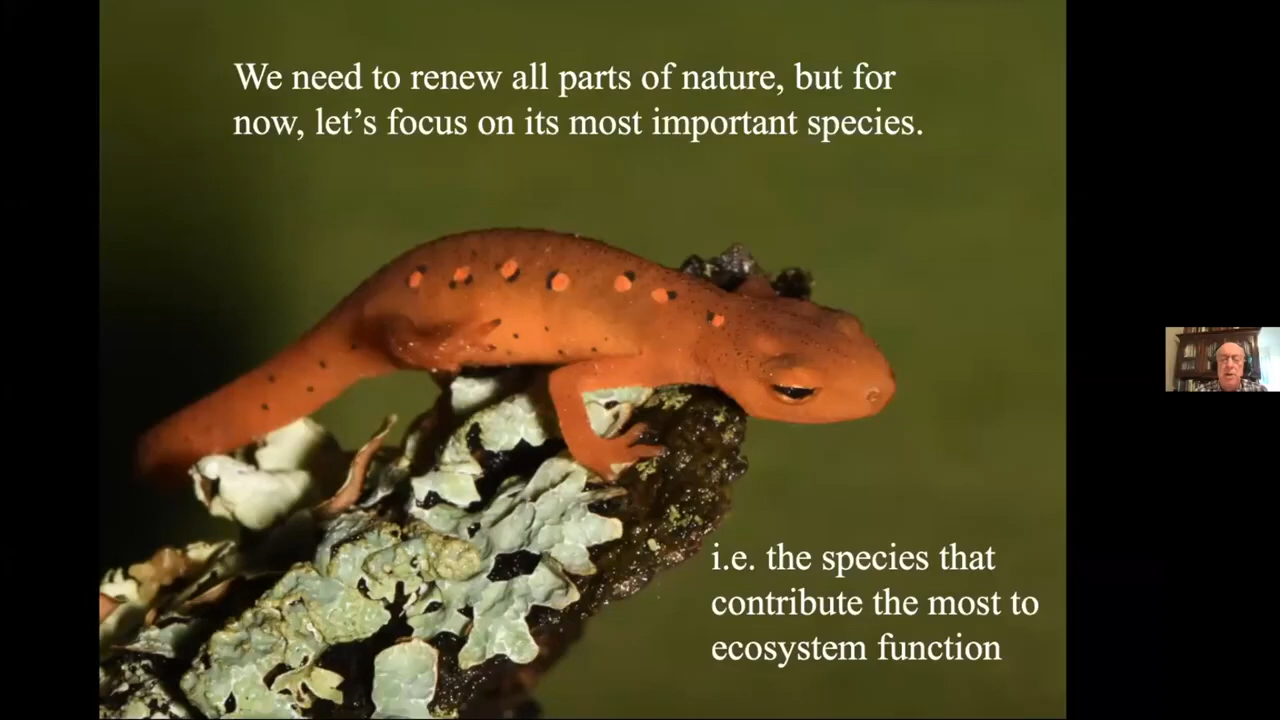 We need to renew all parts of nature, but for
now, let’s focus on its most important species.
i.e. the species that
contribute the most to
ecosystem function